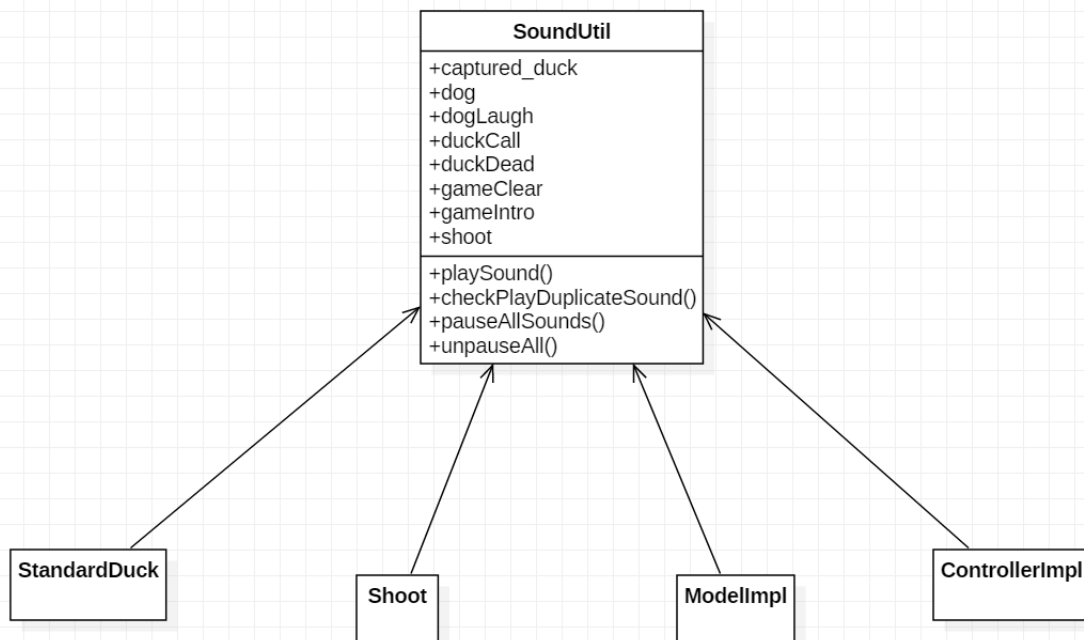 SoundUtil
+captured_duck
+dog
+dogLaugh
+duckCall
+duckDead
+gameClear
+gameIntro
+shoot
+playSound()
+checkPlayDuplicateSound()
+pauseAllSounds()
+unpauseAll()
StandardDuck
Shoot
ModelImpl
ControllerImpl